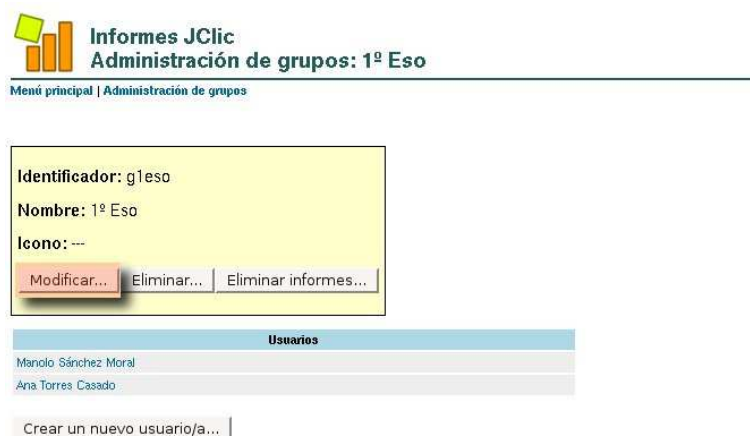 Informes JClic
Administración de grupos: 1º Eso
Menú principal | Administración de grupos
Identificador: g1eso
Nombre: 1º Eso
Icono: ---
Modificar... Eliminar... Eliminar informes...
Usuarios
Manolo Sánchez Moral
Ana Torres Casado
Crear un nuevo usuario/a...